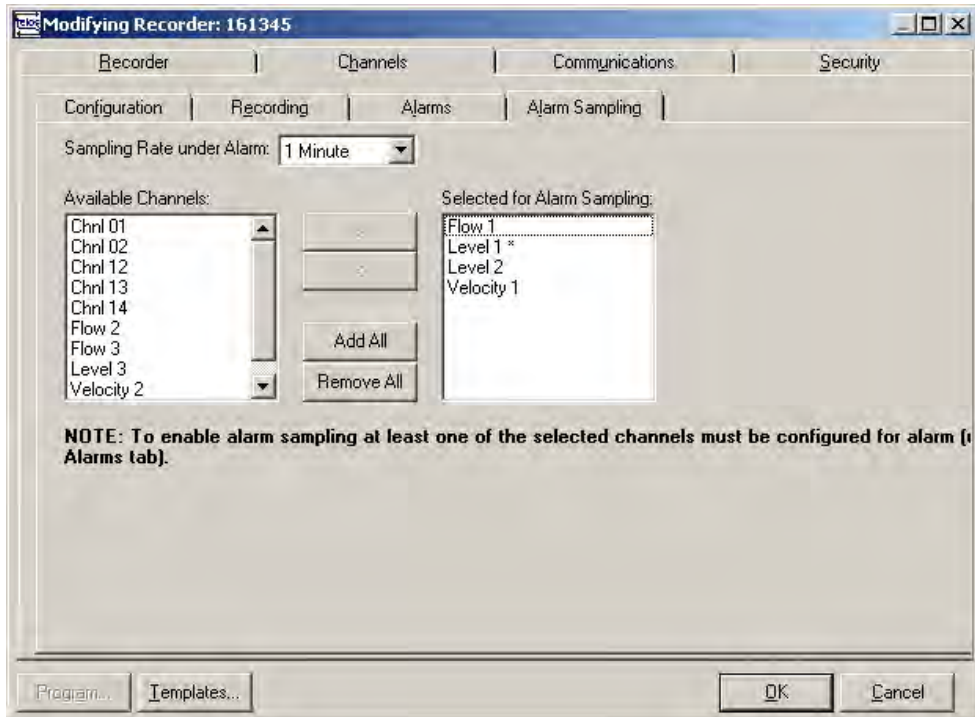 telog
Modifying Recorder: 161345
Recorder
Channels
Communications
Security
Configuration
Recording
Alarms
Alarm Sampling
Sampling Rate under Alarm: 1 Minute
Available Channels:
Chnl 01
Chnl 02
Chnl 12
Chnl 13
Chnl 14
Flow 2
Flow 3
Level 3
Velocity 2
Add All
Remove All
Selected for Alarm Sampling:
Flow 1
Level 1 *
Level 2
Velocity 1
NOTE: To enable alarm sampling at least one of the selected channels must be configured for alarm
Alarms tab).
Program...
Templates...
OK
Cancel